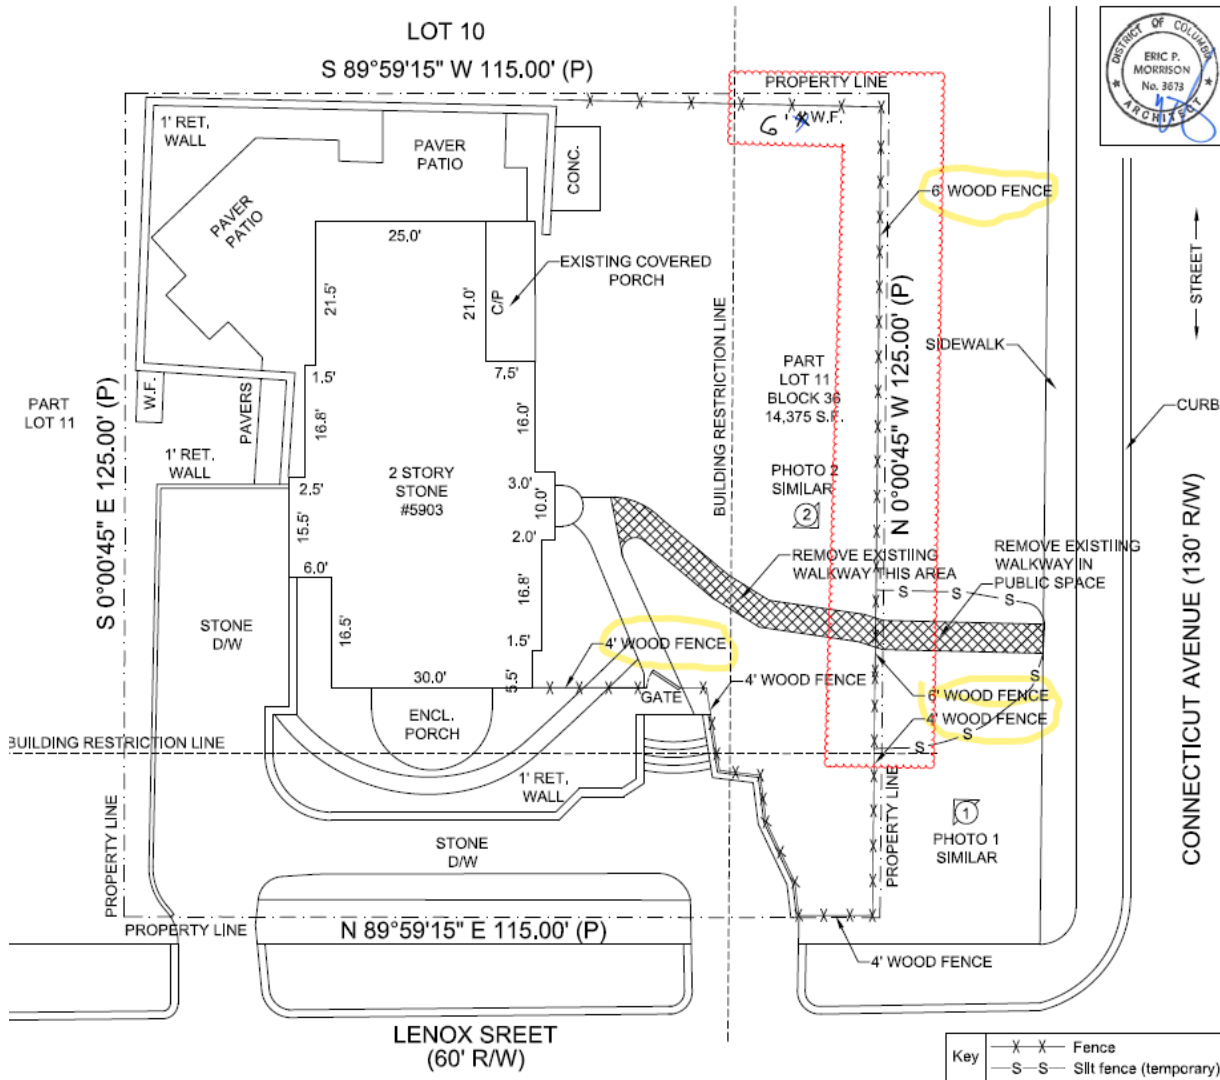 LOT 10
S 89°59'15" W 115.00' (P)
PROPERTY LINE
DISTRICT OF COLUMBIA
ERIC P.
MORRISON
No. 3673
ARCHITECT
1' RET.
WALL
PAVER
PATIO
CONC.
6' W.F.
PAVER
PATIO
6' WOOD FENCE
25.0'
EXISTING COVERED
PORCH
STREET
21.5'
21.0'
C/P
BUILDING RESTRICTION LINE
N 0°00'45" W 125.00' (P)
SIDEWALK
PART
LOT 11
S 0°00'45" E 125.00' (P)
W.F.
PAVERS
1.5'
7.5'
16.8'
16.0'
PART
LOT 11
BLOCK 36
14,375 S.F.
CURB
1' RET.
WALL
2 STORY
STONE
#5903
2.5'
3.0'
10.0'
PHOTO 2
SIMILAR
2
15.5'
2.0'
REMOVE EXISTIING
WALKWAY THIS AREA
REMOVE EXISTIING
WALKWAY IN
PUBLIC SPACE
6.0'
16.8'
S S S
CONNECTICUT AVENUE (130' R/W)
STONE
D/W
16.5'
1.5'
4' WOOD FENCE
30.0'
5.5'
GATE
4' WOOD FENCE
S
6' WOOD FENCE
4' WOOD FENCE
S
S
ENCL.
PORCH
BUILDING RESTRICTION LINE
1' RET.
WALL
PROPERTY LINE
PROPERTY LINE
1
PHOTO 1
SIMILAR
STONE
D/W
PROPERTY LINE
N 89°59'15" E 115.00' (P)
4' WOOD FENCE
LENOX SREET
(60' R/W)
Key
X X Fence
S S Silt fence (temporary)